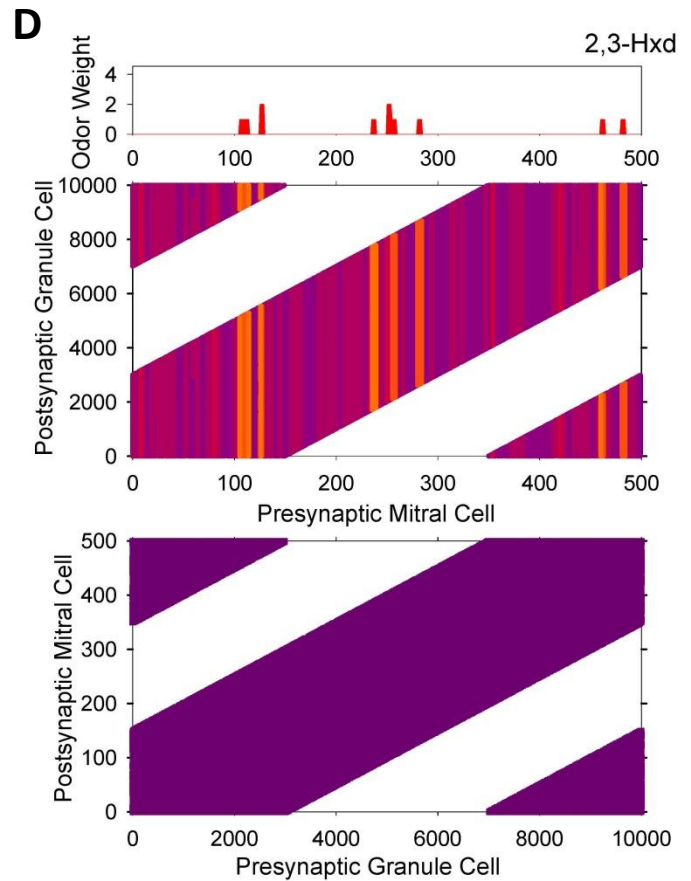 D
2,3-Hxd
Odor Weight
4
2
0
0 100 200 300 400 500
Postsynaptic Granule Cell
10000
8000
6000
4000
2000
0
0 100 200 300 400 500
Presynaptic Mitral Cell
Postsynaptic Mitral Cell
500
400
300
200
100
0
0 2000 4000 6000 8000 10000
Presynaptic Granule Cell